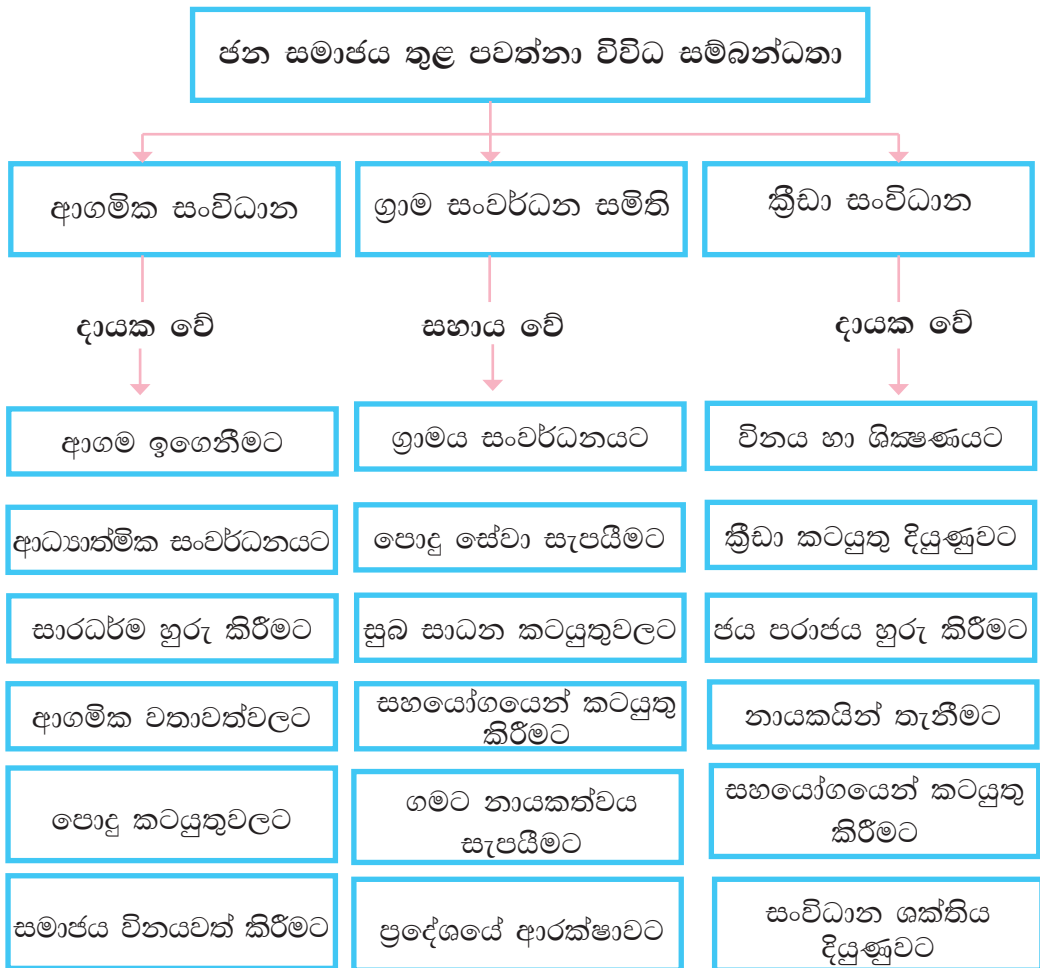 ජන සමාජය තුළ පවත්නා විවිධ සම්බන්ධතා
ආගමික සංවිධාන
ග්‍රාම සංවර්ධන සමිති
ක්‍රීඩා සංවිධාන
දායක වේ
සහාය වේ
දායක වේ
ආගම ඉගෙනීමට
ග්‍රාමය සංවර්ධනයට
විනය හා ශික්‍ෂණයට
ආධ්‍යාත්මික සංවර්ධනයට
පොදු සේවා සැපයීමට
ක්‍රීඩා කටයුතු දියුණුවට
සාරධර්ම හුරු කිරීමට
සුබ සාධන කටයුතුවලට
ජය පරාජය හුරු කිරීමට
ආගමික වතාවත්වලට
සහයෝගයෙන් කටයුතු
කිරීමට
නායකයින් තැනීමට
පොදු කටයුතුවලට
ගමට නායකත්වය
සැපයීමට
සහයෝගයෙන් කටයුතු
කිරීමට
සමාජය විනයවත් කිරීමට
ප්‍රදේශයේ ආරක්ෂාවට
සංවිධාන ශක්තිය
දියුණුවට